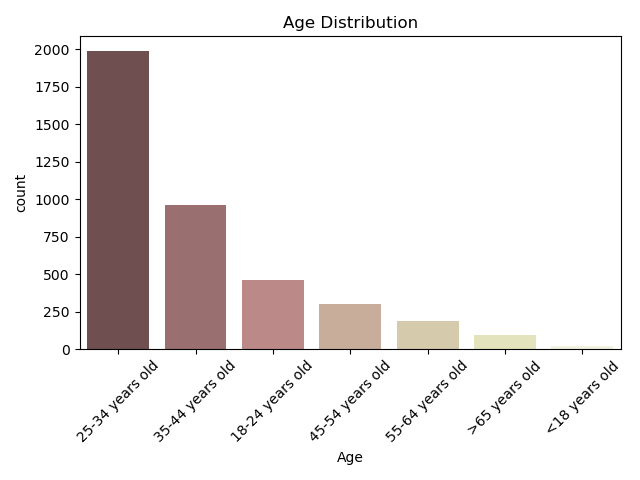 Age Distribution
2000
1750
1500
1250
1000
750
500
250
0
count
25-34 years old
35-44 years old
18-24 years old
45-54 years old
55-64 years old
>65 years old
<18 years old
Age